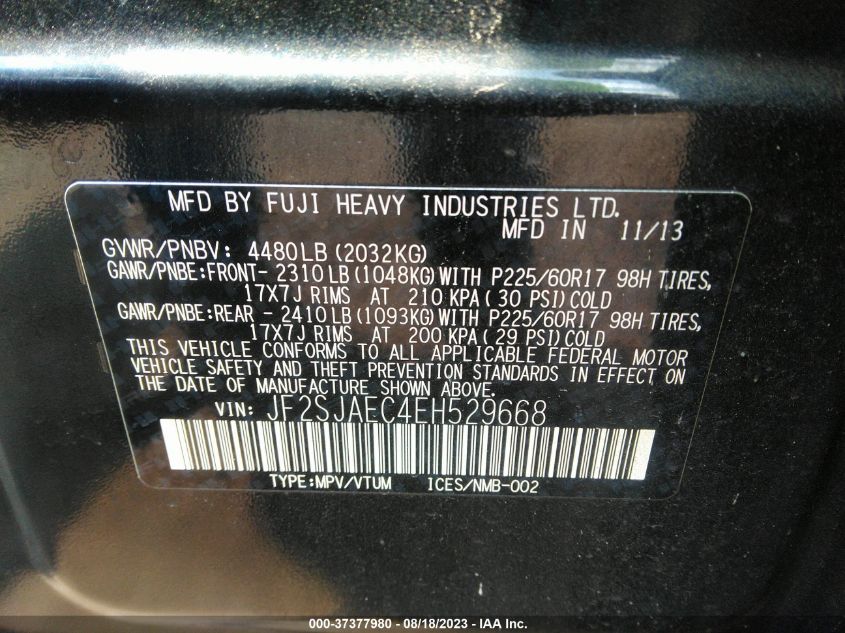 MFD BY FUJI HEAVY INDUSTRIES LTD.
MFD IN 11/13
GVWR/PNBV: 4480LB(2032KG)
GAWR/PNBE:FRONT- 2310LB(1048KG)WITH P225/60R17 98H TIRES,
17X7J RIMS AT 210 KPA(30 PSI)COLD
GAWR/PNBE:REAR - 2410LB(1093KG)WITH P225/60R17 98H TIRES,
17X7J RIMS AT 200 KPA(29 PSI)COLD
THIS VEHICLE CONFORMS TO ALL APPLICABLE FEDERAL MOTOR
VEHICLE SAFETY AND THEFT PREVENTION STANDARDS IN EFFECT ON
THE DATE OF MANUFACTURE SHOWN ABOVE.
VIN: JF2SJAEC4EH529668
TYPE:MPV/VTUM ICES/NMB-002
000-37377980 - 08/18/2023 - IAA Inc.